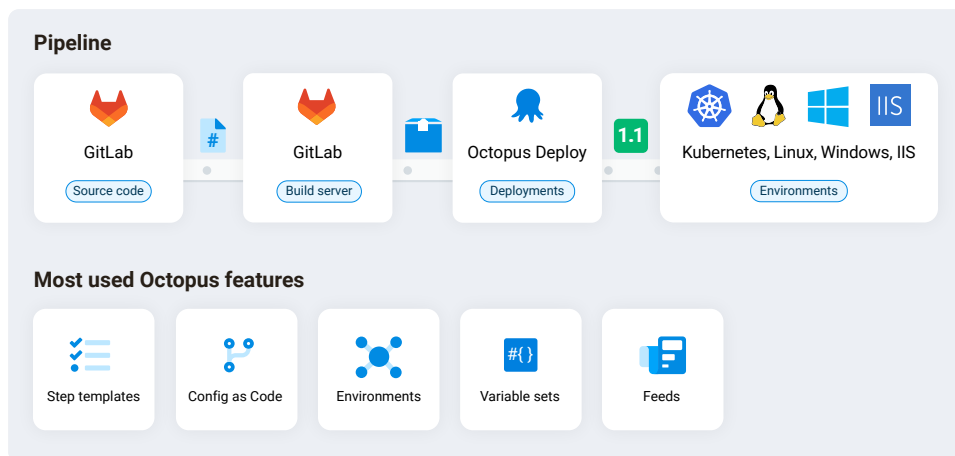 Pipeline
GitLab
Source code
#
GitLab
Build server
Octopus Deploy
Deployments
1.1
IIS
Kubernetes, Linux, Windows, IIS
Environments
Most used Octopus features
Step templates
Config as Code
Environments
#{ }
Variable sets
Feeds